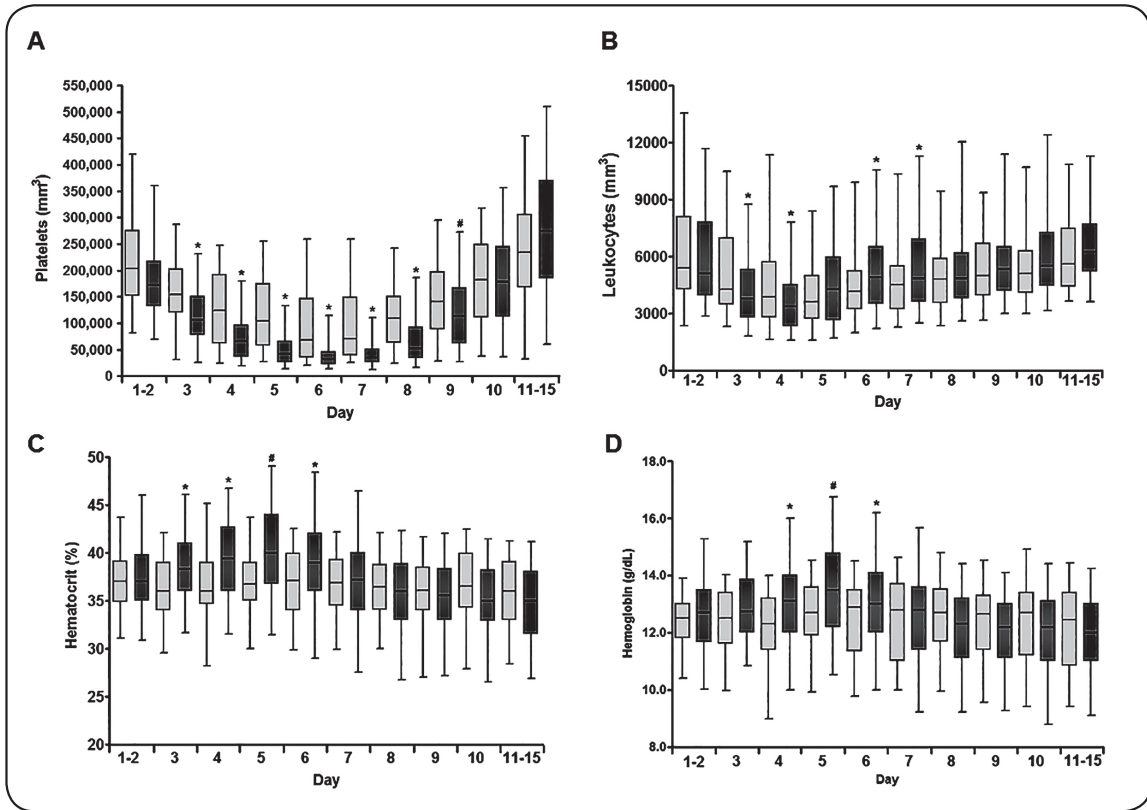 A
Platelets (mm³)
550,000
500,000
450,000
400,000
350,000
300,000
250,000
200,000
150,000
100,000
50,000
0
* * * * * * #
1-2 3 4 5 6 7 8 9 10 11-15
Day
B
Leukocytes (mm³)
15000
12000
9000
6000
3000
0
* * * *
1-2 3 4 5 6 7 8 9 10 11-15
Day
C
Hematocrit (%)
50
45
40
35
30
25
20
* * # *
1-2 3 4 5 6 7 8 9 10 11-15
Day
D
Hemoglobin (g/dL)
18.0
16.0
14.0
12.0
10.0
8.0
* # *
1-2 3 4 5 6 7 8 9 10 11-15
Day